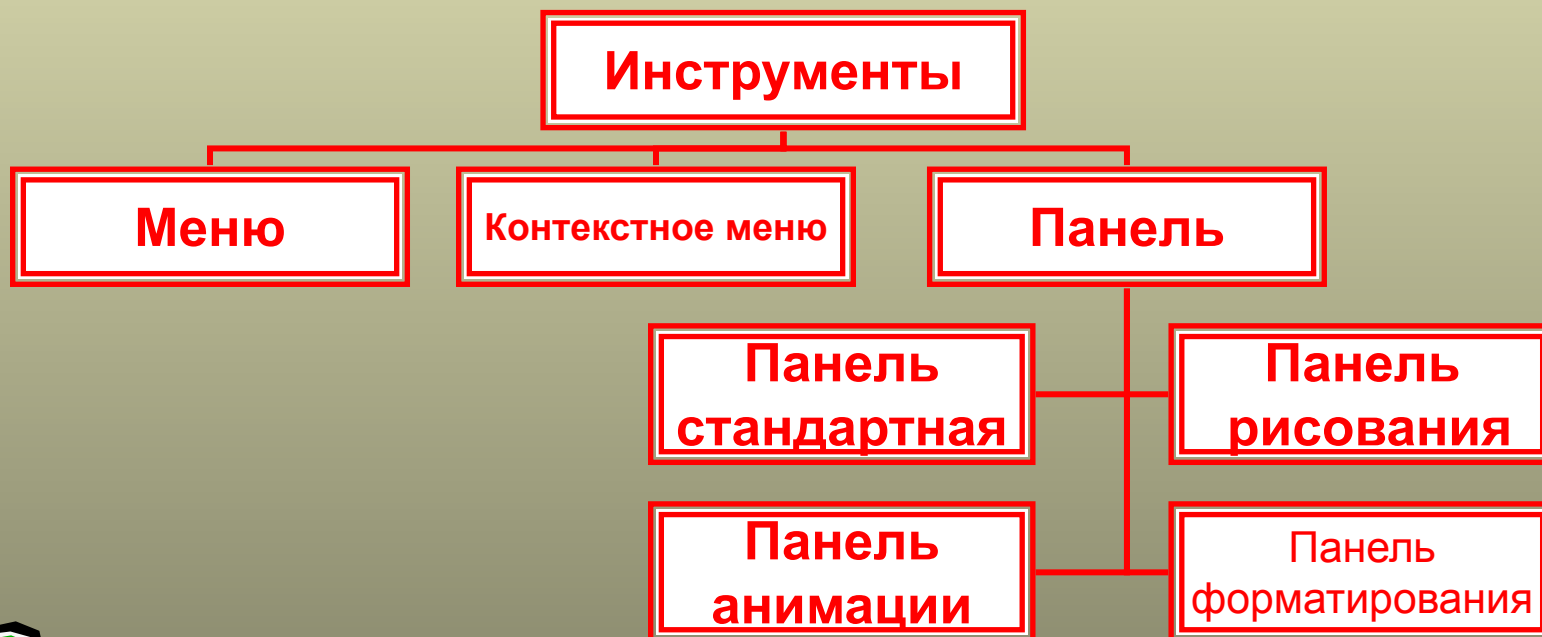 Инструменты
Меню
Контекстное меню
Панель
Панель
стандартная
Панель
рисования
Панель
анимации
Панель
форматирования